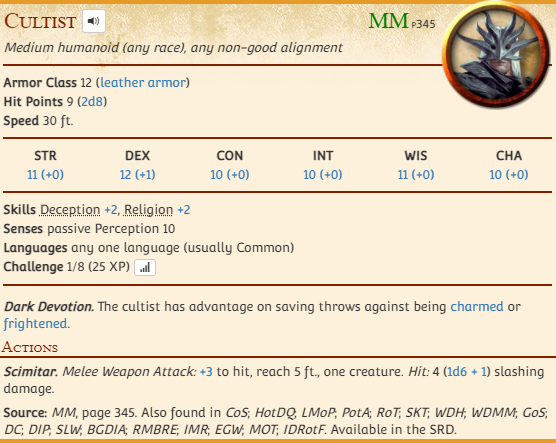 Cultist MM P345
Medium humanoid (any race), any non-good alignment
Armor Class 12 (leather armor)
Hit Points 9 (2d8)
Speed 30 ft.
STR DEX CON INT WIS CHA
11 (+0) 12 (+1) 10 (+0) 10 (+0) 11 (+0) 10 (+0)
Skills Deception +2, Religion +2
Senses passive Perception 10
Languages any one language (usually Common)
Challenge 1/8 (25 XP)
Dark Devotion. The cultist has advantage on saving throws against being charmed or
frightened.
Actions
Scimitar. Melee Weapon Attack: +3 to hit, reach 5 ft., one creature. Hit: 4 (1d6 + 1) slashing
damage.
Source: MM, page 345. Also found in CoS; HotDQ; LMoP; PotA; RoT; SKT; WDH; WDMM; GoS;
DC; DIP; SLW; BGDIA; RMBRE; IMR; EGW; MOT; IDRotF. Available in the SRD.